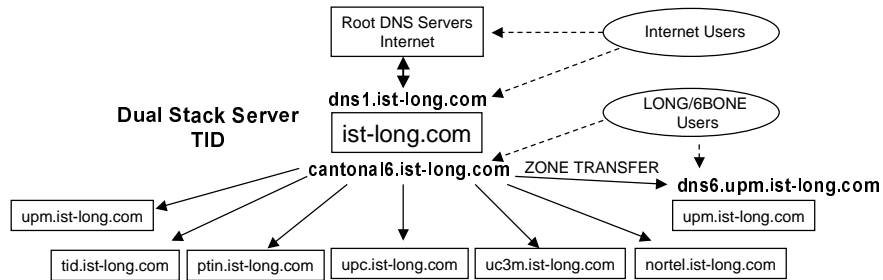 Root DNS Servers
Internet
Internet Users
dns1.ist-long.com
Dual Stack Server
TID
ist-long.com
LONG/6BONE
Users
cantonal6.ist-long.com
ZONE TRANSFER
dns6.upm.ist-long.com
upm.ist-long.com
upm.ist-long.com
tid.ist-long.com
ptin.ist-long.com
upc.ist-long.com
uc3m.ist-long.com
nortel.ist-long.com